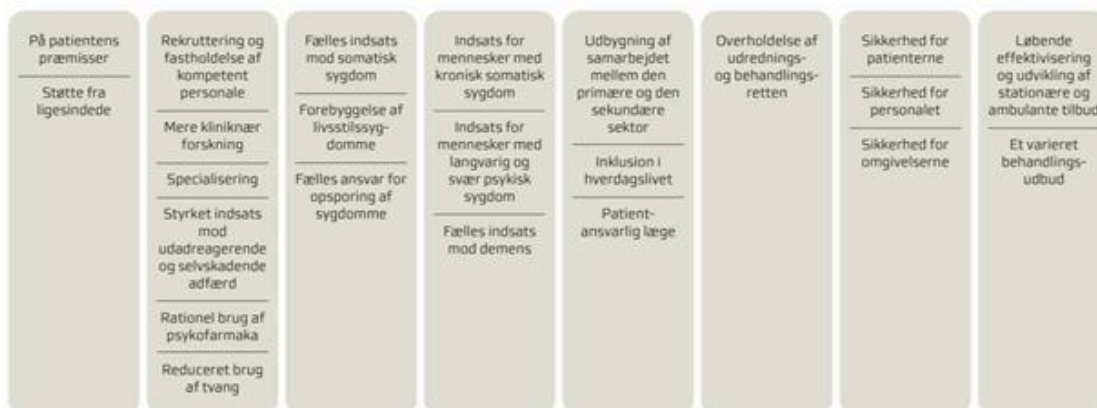 På patientens
præmisser
Støtte fra
ligesindede
Rekruttering og
fastholdelse af
kompetent
personale
Mere kliniknær
forskning
Specialisering
Styrket indsats
mod
udadreagerende
og selvskadende
adfærd
Rationel brug af
psykofarmaka
Reduceret brug
af tvang
Fælles indsats
mod somatisk
sygdom
Forebyggelse af
livsstilssyg-
domme
Fælles ansvar for
opsporing af
sygdomme
Indsats for
mennesker med
kronisk somatisk
sygdom
Indsats for
mennesker med
langvarig og
svær psykisk
sygdom
Fælles indsats
mod demens
Udbygning af
samarbejdet
mellem den
primære og den
sekundære
sektor
Inklusion i
hverdagslivet
Patient-
ansvarlig læge
Overholdelse af
udrednings-
og behandlings-
retten
Sikkerhed for
patienterne
Sikkerhed for
personalet
Sikkerhed for
omgivelserne
Løbende
effektivisering
og udvikling af
stationære og
ambulante tilbud
Et varieret
behandlings-
udbud